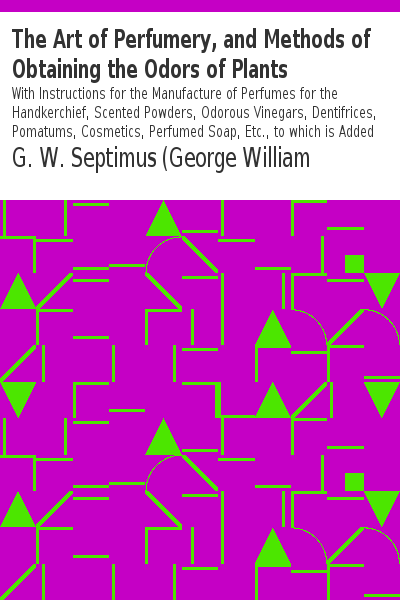 The Art of Perfumery, and Methods of
Obtaining the Odors of Plants
With Instructions for the Manufacture of Perfumes for the
Handkerchief, Scented Powders, Odorous Vinegars, Dentifrices,
Pomatums, Cosmetics, Perfumed Soap, Etc., to which is Added
G. W. Septimus (George William